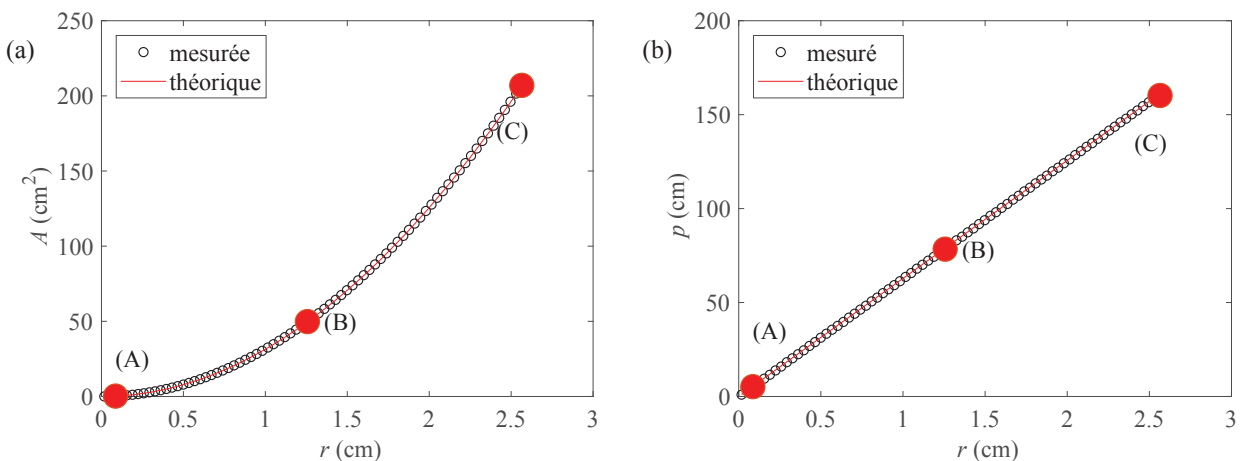 (a)
250
200
150
100
50
0
A (cm²)
mesurée
théorique
(A)
(B)
(C)
0 0.5 1 1.5 2 2.5 3
r (cm)
(b)
200
150
100
50
0
p (cm)
mesuré
théorique
(A)
(B)
(C)
0 0.5 1 1.5 2 2.5 3
r (cm)